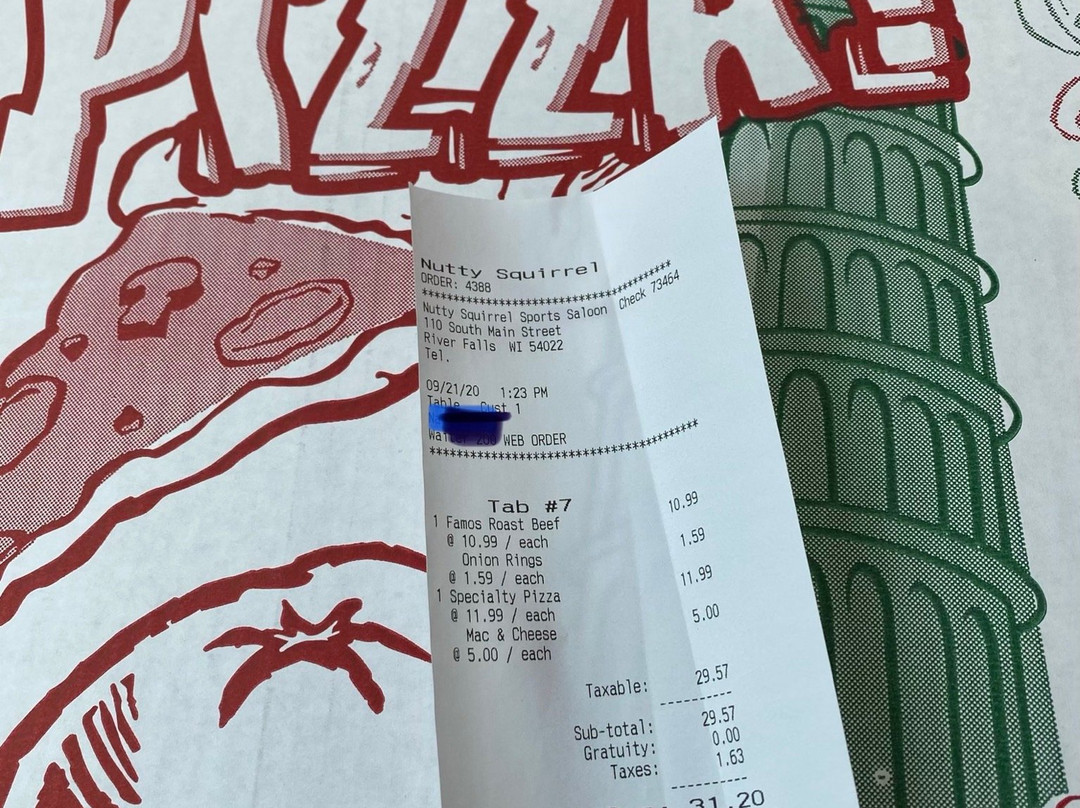 PIZZA!
Nutty Squirrel
ORDER: 4388
****************************************
Nutty Squirrel Sports Saloon Check 73464
110 South Main Street
River Falls WI 54022
Tel.
09/21/20 1:23 PM
Table Cust 1
WEB ORDER
****************************************
Tab #7
1 Famos Roast Beef 10.99
@ 10.99 / each
Onion Rings 1.59
@ 1.59 / each
1 Specialty Pizza 11.99
@ 11.99 / each
Mac & Cheese 5.00
@ 5.00 / each
Taxable: 29.57
----------
Sub-total: 29.57
Gratuity: 0.00
Taxes: 1.63
----------
31.20